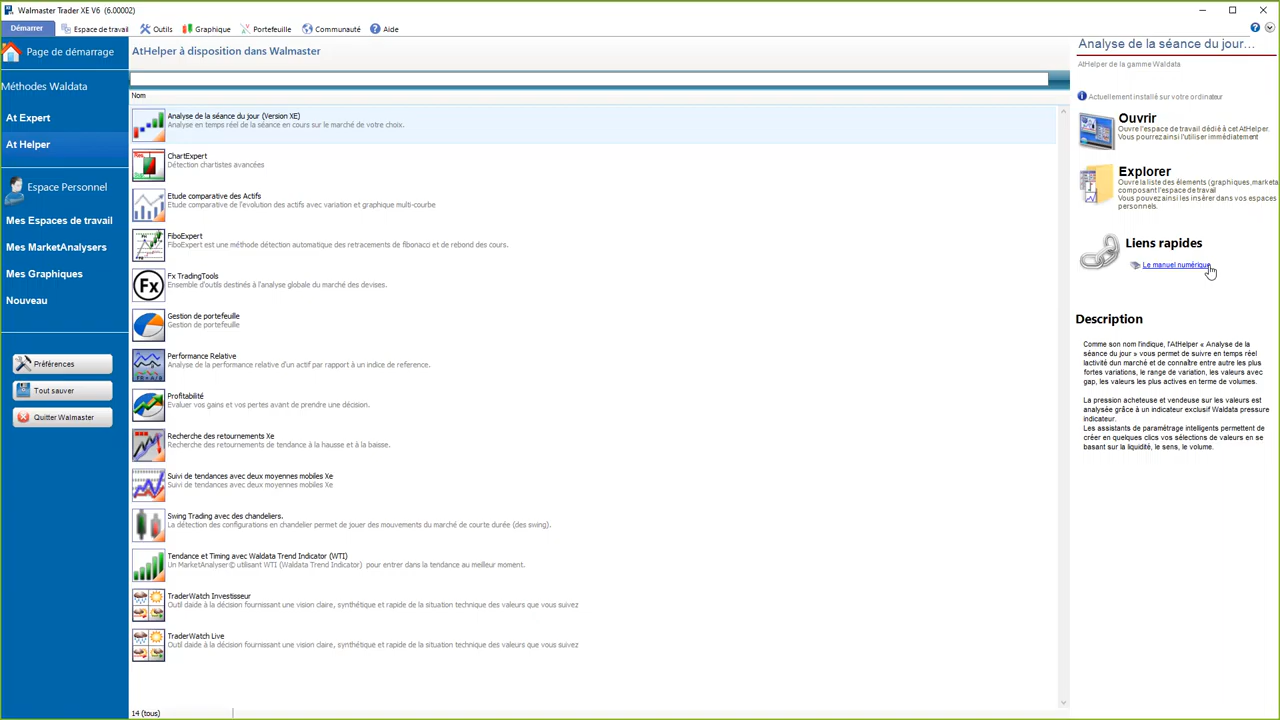 Walmaster Trader XE V6 (6.00002)
Démarrer
Espace de travail
Outils
Graphique
Portefeuille
Communauté
Aide
Page de démarrage
Méthodes Waldata
At Expert
At Helper
Espace Personnel
Mes Espaces de travail
Mes MarketAnalysers
Mes Graphiques
Nouveau
Préférences
Tout sauver
Quitter Walmaster
AtHelper à disposition dans Walmaster
Nom
Analyse de la séance du jour (Version XE)
Analyse en temps réel de la séance en cours sur le marché de votre choix.
ChartExpert
Détection chartistes avancées
Etude comparative des Actifs
Etude comparative de l'evolution des actifs avec variation et graphique multi-courbe
FiboExpert
FiboExpert est une méthode détection automatique des retracements de fibonacci et de rebond des cours.
Fx
Fx TradingTools
Ensemble d'outils destinés à l'analyse global du marché des devises.
Gestion de portefeuille
Gestion de portefeuille
Performance Relative
Analyse de la performance relative d'un actif par rapport à un indice de reference.
Profitabilité
Evaluer vos gains et vos pertes avant de prendre une décision.
Recherche des retournements Xe
Recherche des retournements de tendance à la hausse et à la baisse.
Suivi de tendances avec deux moyennes mobiles Xe
Suivi de tendances avec deux moyennes mobiles Xe
Swing Trading avec des chandeliers.
La détection des configurations en chandelier permet de jouer des mouvements du marché de courte durée (des swing).
Tendance et Timing avec Waldata Trend Indicator (WTI)
Un MarketAnalyser© utilisant WTI (Waldata Trend Indicator) pour entrer dans la tendance au meilleur moment.
TraderWatch Investisseur
Outil daide à la décision fournissant une vision claire, synthétique et rapide de la situation technique des valeurs que vous suivez
TraderWatch Live
Outil daide à la décision fournissant une vision claire, synthétique et rapide de la situation technique des valeurs que vous suivez
14 (tous)
Analyse de la séance du jour...
AtHelper de la gamme Waldata
Actuellement installé sur votre ordinateur
Ouvrir
Ouvre l'espace de travail dédié à cet AtHelper.
Vous pourrez ainsi l'utiliser immédiatement
Explorer
Ouvre la liste des élements (graphiques,marketa
composant l'espace de travail
Vous pouvez ainsi les insérer dans vos espaces
personnels.
Liens rapides
Le manuel numérique
Description
Comme son nom l'indique, l'AtHelper « Analyse de la
séance du jour » vous permet de suivre en temps réel
lactivité dun marché et de connaître entre autre les plus
fortes variations, le range de variation, les valeurs avec
gap, les valeurs les plus actives en terme de volumes.
La pression acheteuse et vendeuse sur les valeurs est
analysée grâce à un indicateur exclusif Waldata pressure
indicateur.
Les assistants de paramétrage intelligents permettent de
créer en quelques clics vos sélections de valeurs en se
basant sur la liquidité, le sens, le volume.